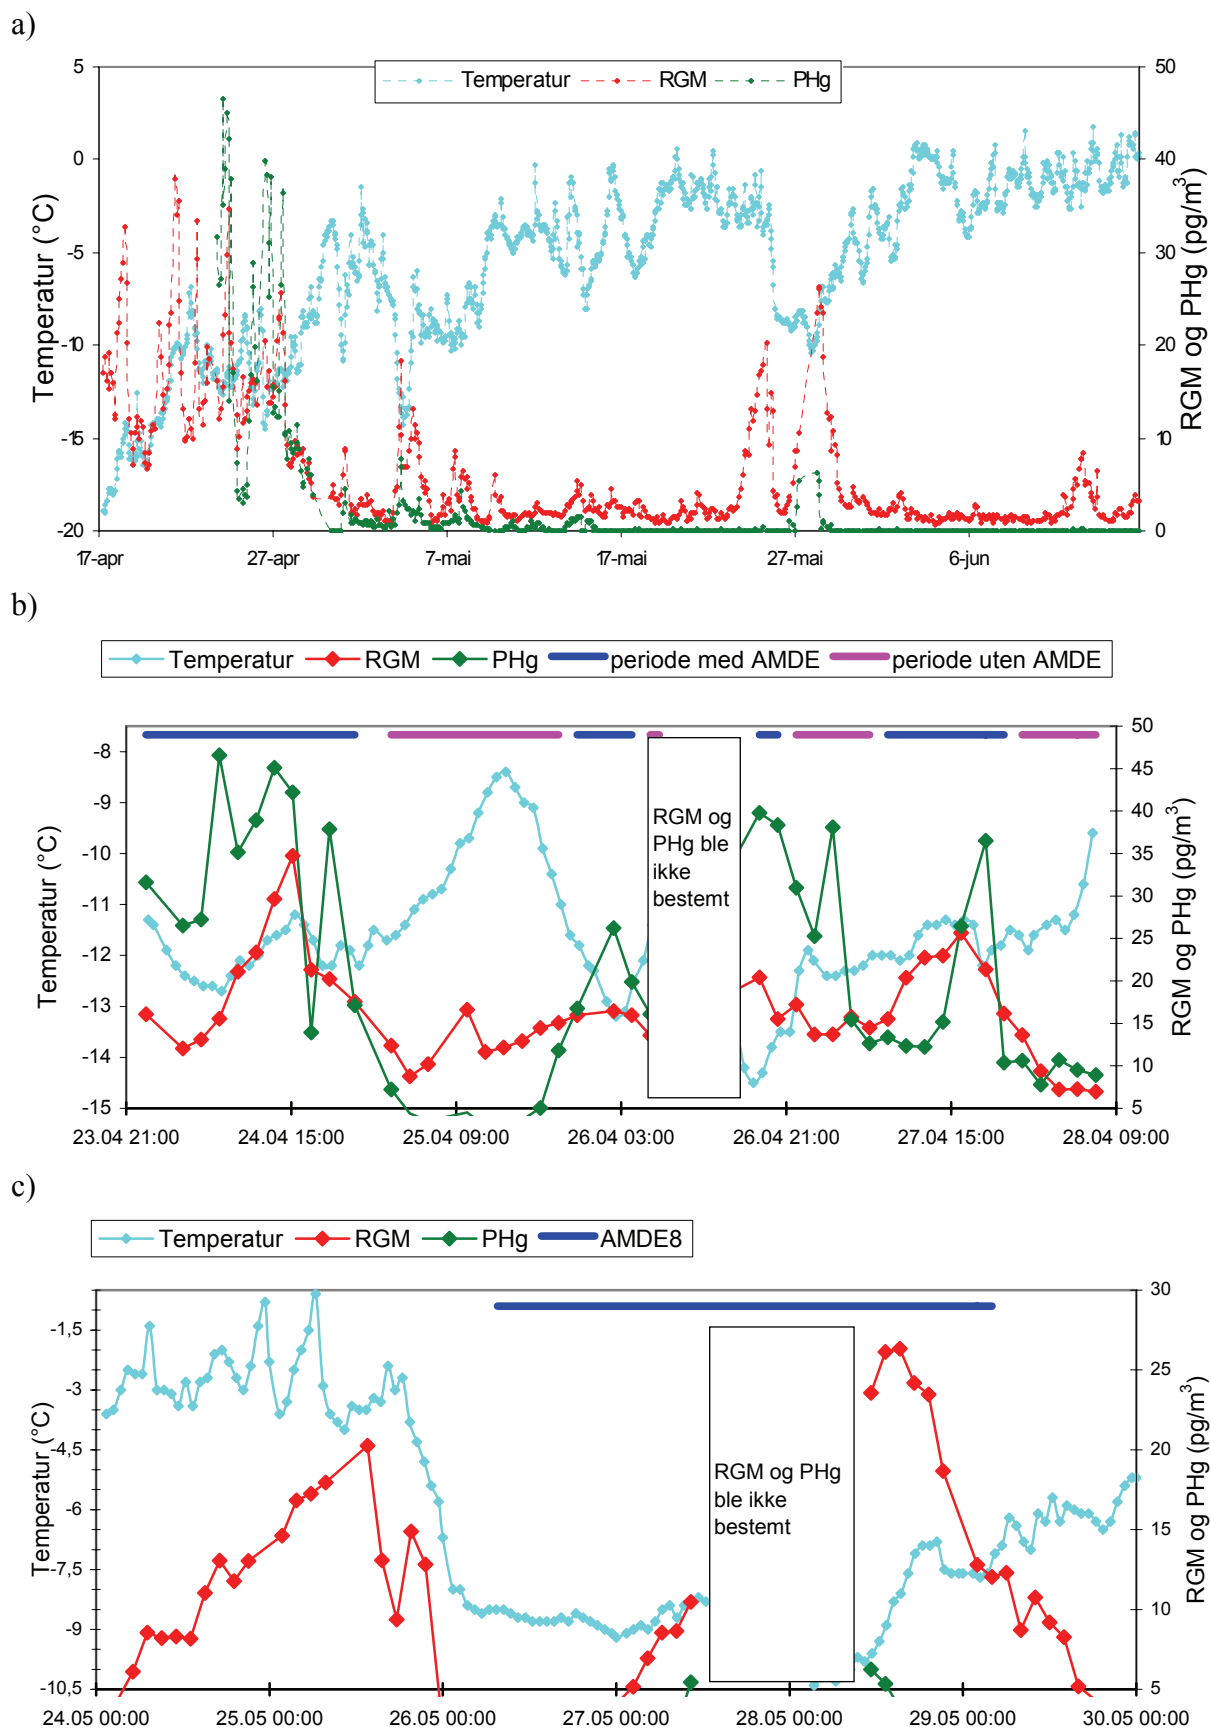 a)
Temperatur RGM PHg
5
0
-5
-10
-15
-20
Temperatur (°C)
50
40
30
20
10
0
RGM og PHg (pg/m³)
17-apr 27-apr 7-mai 17-mai 27-mai 6-jun
b)
Temperatur RGM PHg periode med AMDE periode uten AMDE
-8
-9
-10
-11
-12
-13
-14
-15
Temperatur (°C)
RGM og
PHg ble
ikke
bestemt
50
45
40
35
30
25
20
15
10
5
RGM og PHg (pg/m³)
23.04 21:00 24.04 15:00 25.04 09:00 26.04 03:00 26.04 21:00 27.04 15:00 28.04 09:00
c)
Temperatur RGM PHg AMDE8
-1,5
-3
-4,5
-6
-7,5
-9
-10,5
Temperatur (°C)
RGM og PHg
ble ikke
bestemt
30
25
20
15
10
5
RGM og PHg (pg/m³)
24.05 00:00 25.05 00:00 26.05 00:00 27.05 00:00 28.05 00:00 29.05 00:00 30.05 00:00